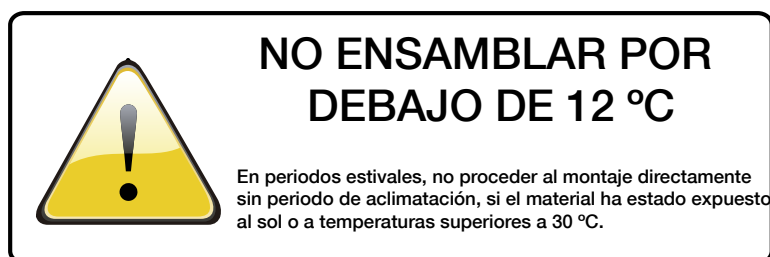 NO ENSAMBLAR POR
DEBAJO DE 12 ºC
En periodos estivales, no proceder al montaje directamente
sin periodo de aclimatación, si el material ha estado expuesto
al sol o a temperaturas superiores a 30 ºC.